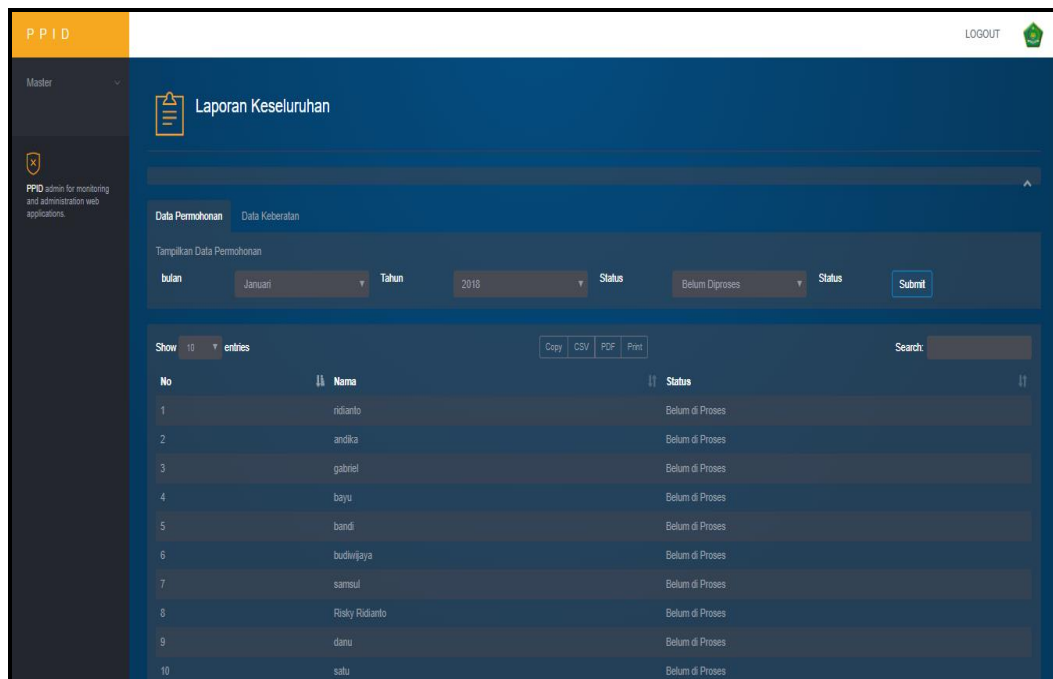 PPID
LOGOUT
Master
Laporan Keseluruhan
PPID admin for monitoring
and administration web
applications.
Data Permohonan Data Keberatan
Tampilkan Data Permohonan
bulan Januari Tahun 2018 Status Belum Diproses Status Submit
Show 10 entries Copy CSV PDF Print Search:
No Nama Status
1 ridianto Belum di Proses
2 andika Belum di Proses
3 gabriel Belum di Proses
4 bayu Belum di Proses
5 bandi Belum di Proses
6 budiwijaya Belum di Proses
7 samsul Belum di Proses
8 Risky Ridianto Belum di Proses
9 danu Belum di Proses
10 satu Belum di Proses